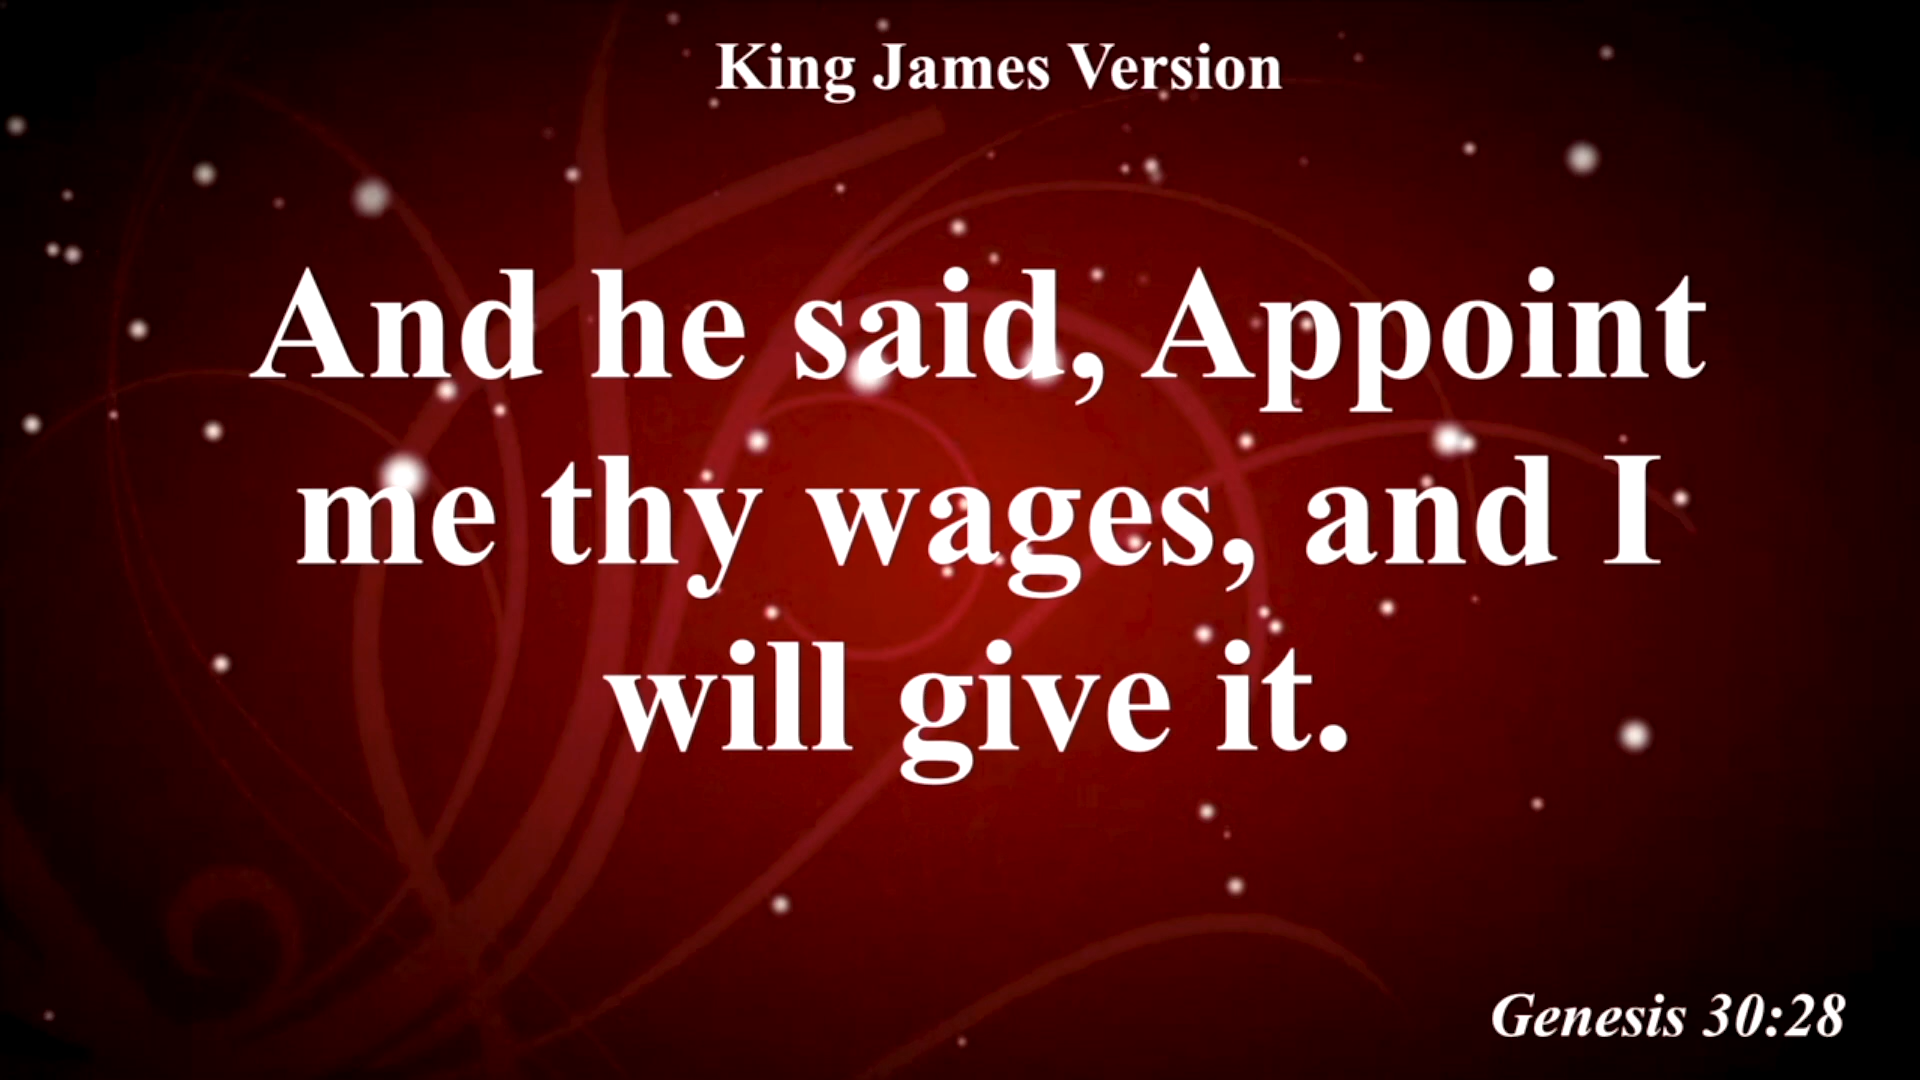 King James Version
And he said, Appoint
me thy wages, and I
will give it.
Genesis 30:28